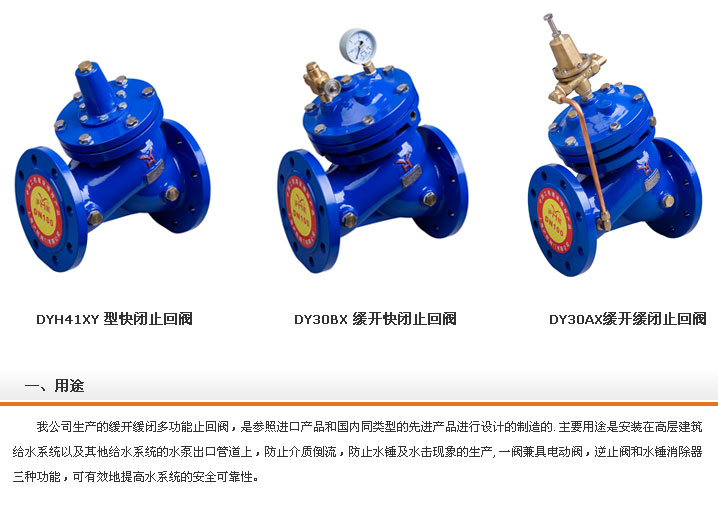 DN100
DN100
DN100
DYH41XY 型快闭止回阀
DY30BX 缓开快闭止回阀
DY30AX缓开缓闭止回阀
一、用途
我公司生产的缓开缓闭多功能止回阀，是参照进口产品和国内同类型的先进产品进行设计的制造的.主要用途是安装在高层建筑
给水系统以及其他给水系统的水泵出口管道上，防止介质倒流，防止水锤及水击现象的生产,一阀兼具电动阀，逆止阀和水锤消除器
三种功能，可有效地提高水系统的安全可靠性。